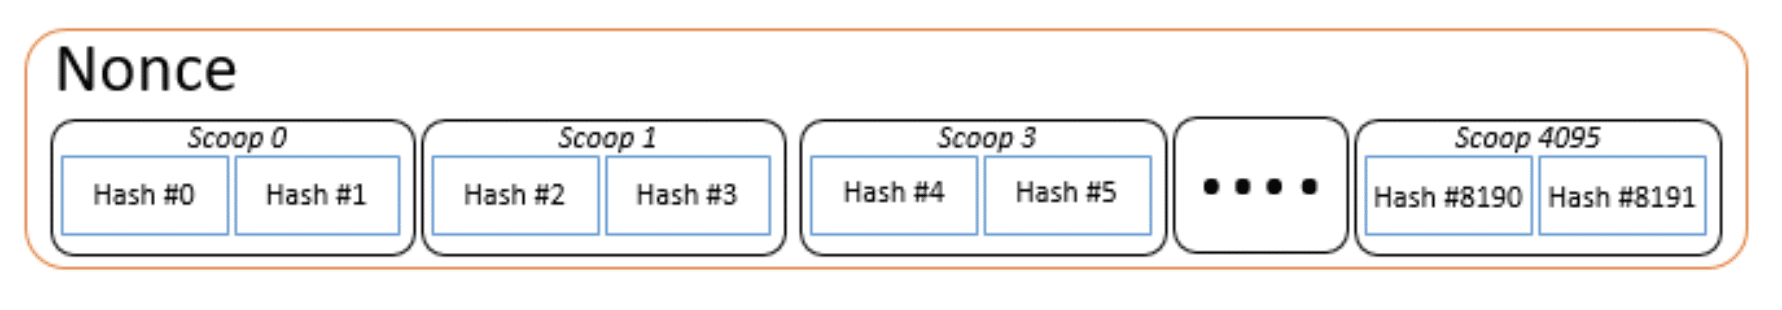 Nonce
Scoop 0
Hash #0
Hash #1
Scoop 1
Hash #2
Hash #3
Scoop 3
Hash #4
Hash #5
....
Scoop 4095
Hash #8190
Hash #8191